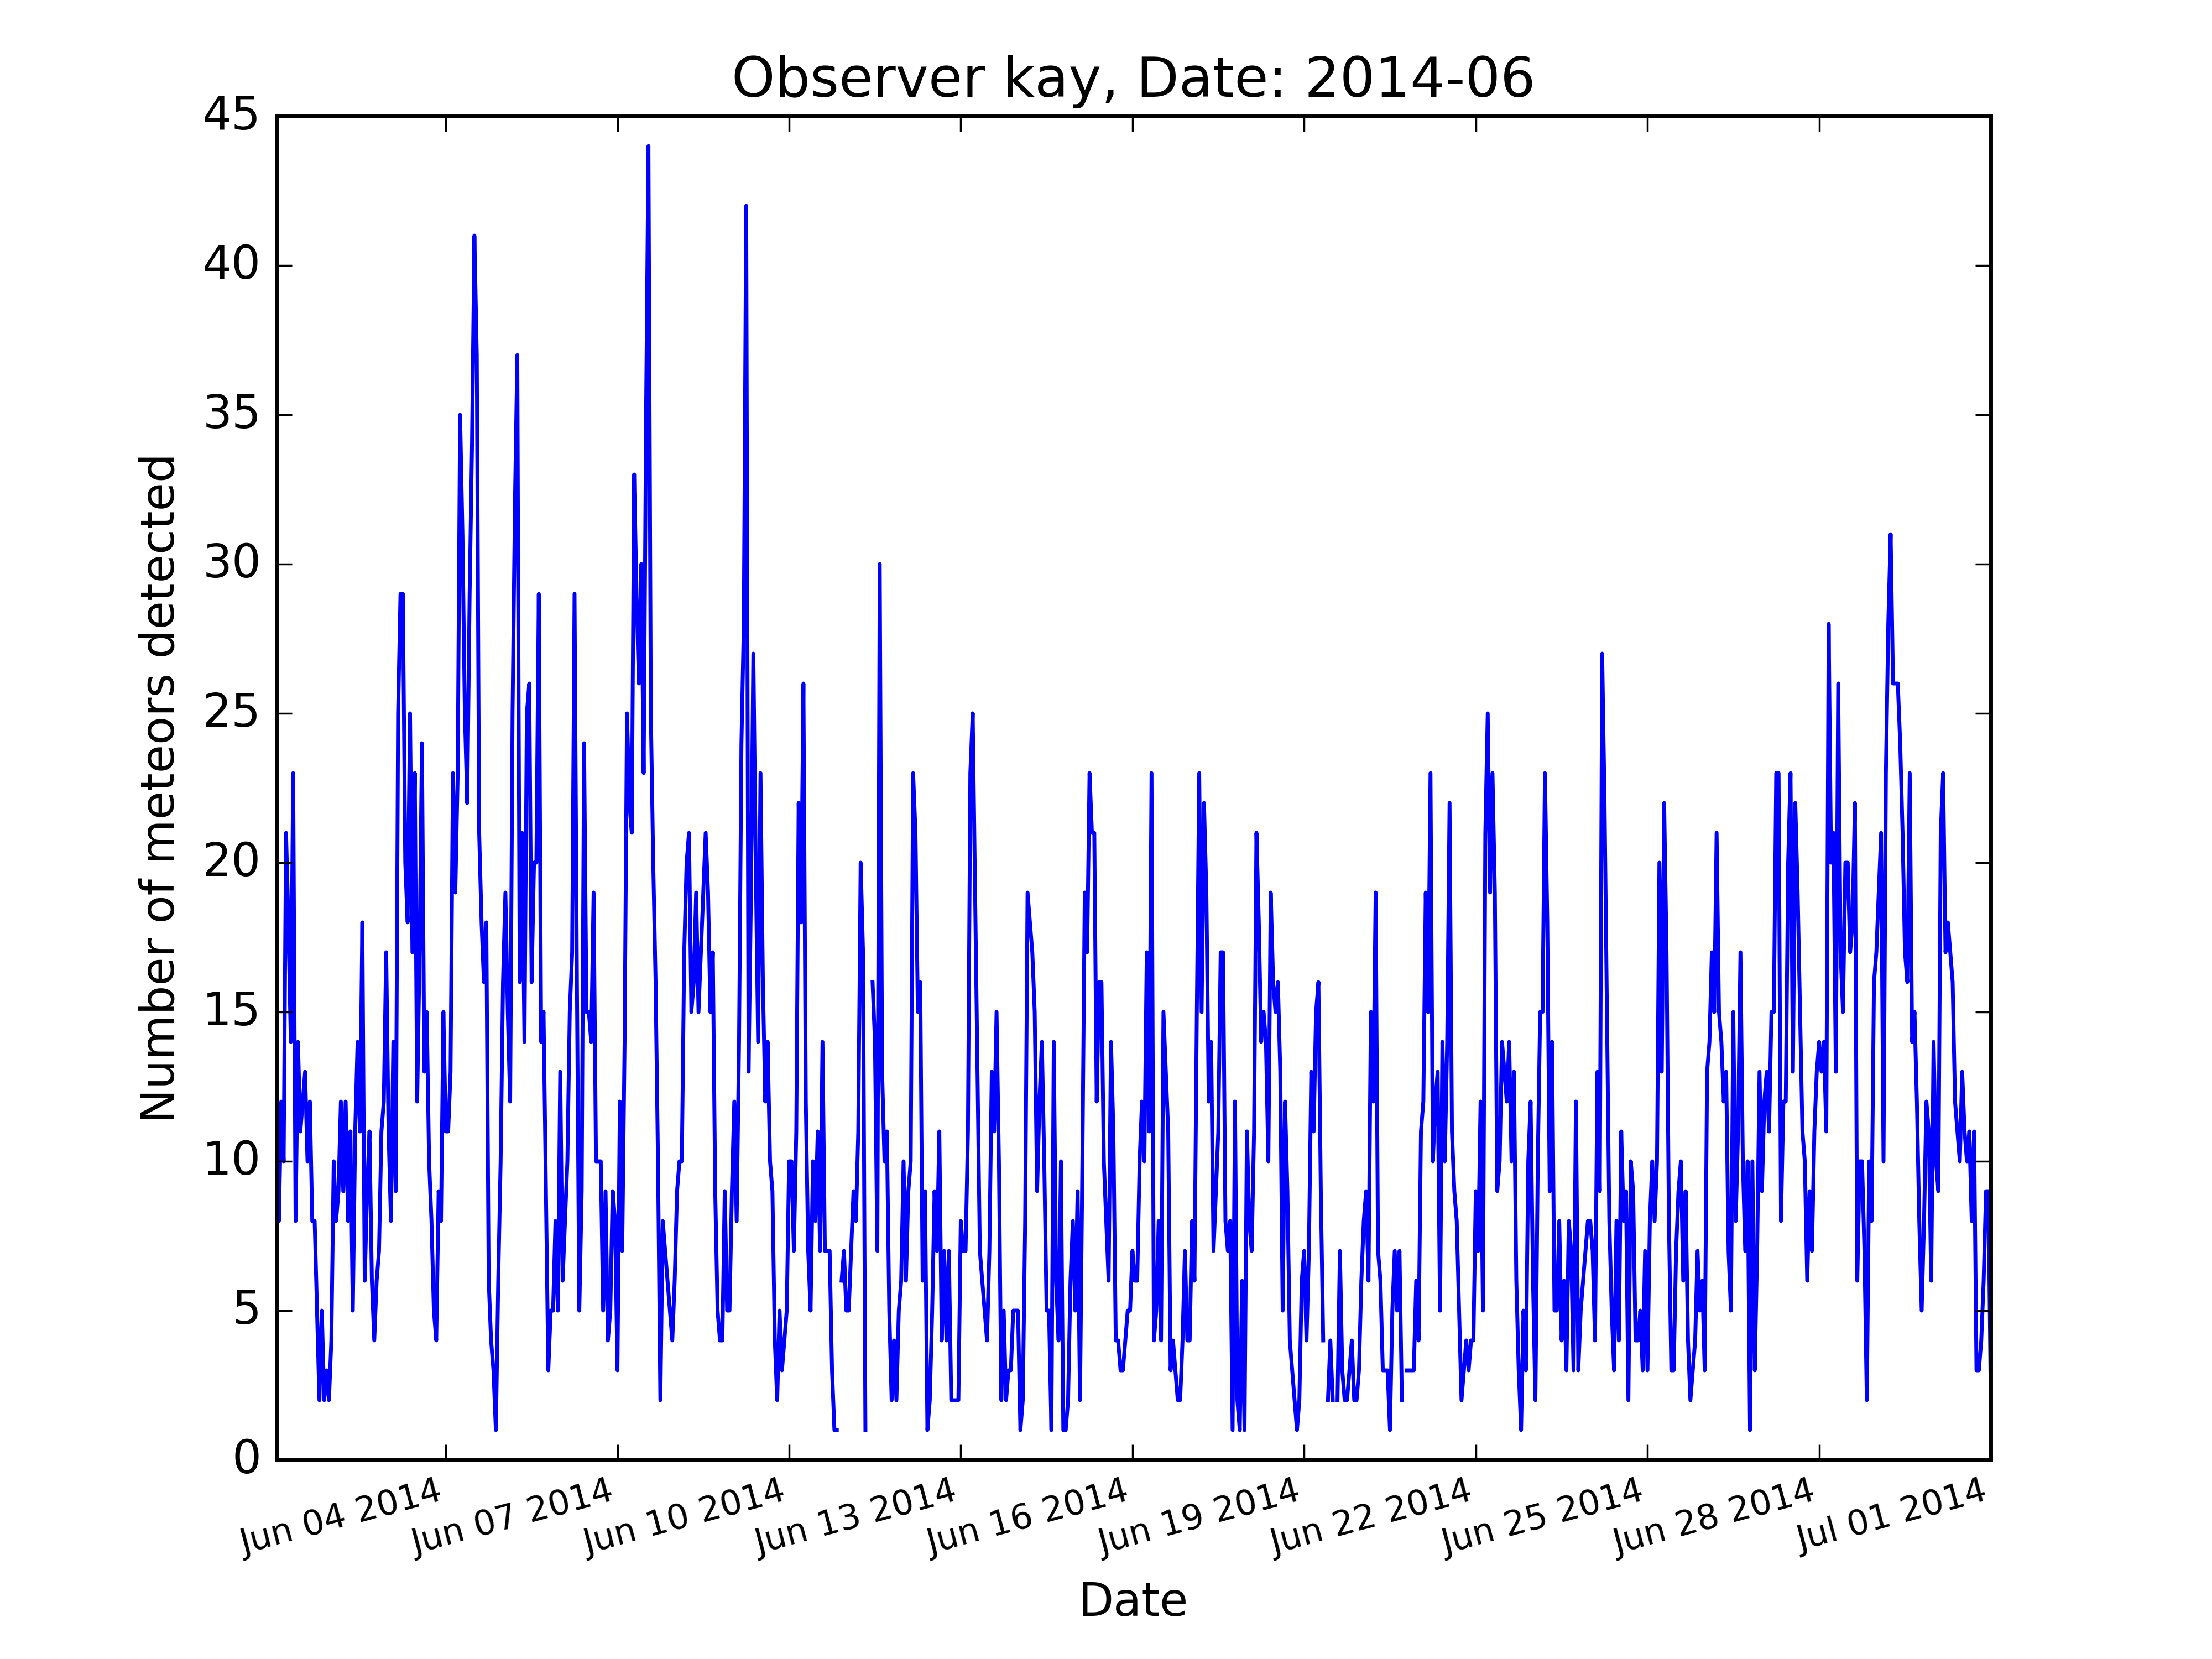 Observer kay, Date: 2014-06
Number of meteors detected
45
40
35
30
25
20
15
10
5
0
Jun 04 2014
Jun 07 2014
Jun 10 2014
Jun 13 2014
Jun 16 2014
Jun 19 2014
Jun 22 2014
Jun 25 2014
Jun 28 2014
Jul 01 2014
Date